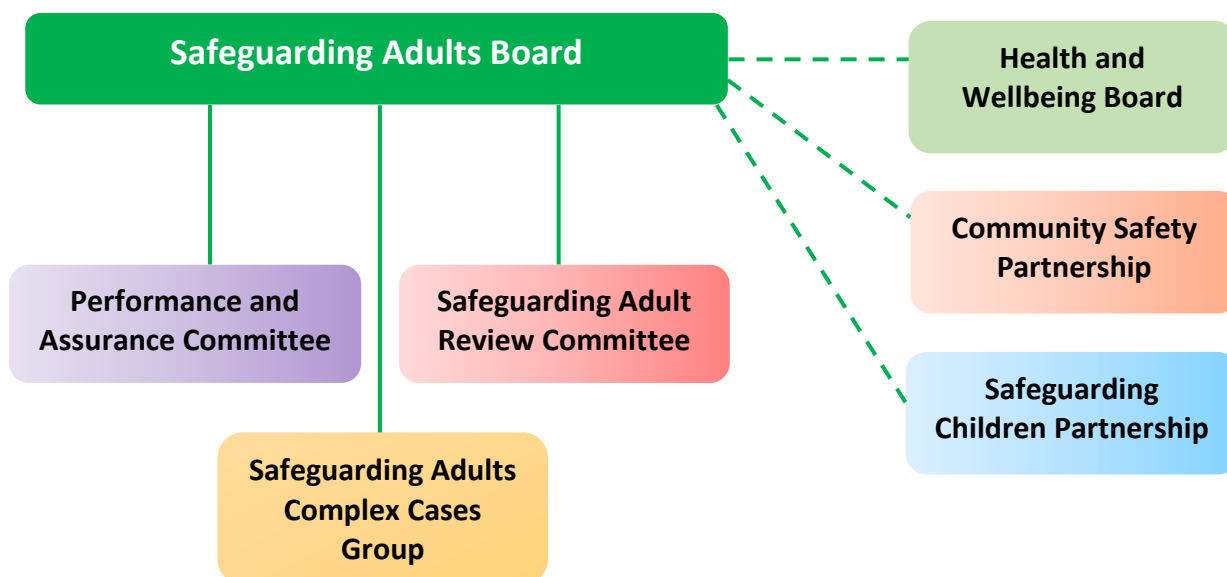 Safeguarding Adults Board
Health and
Wellbeing Board
Community Safety
Partnership
Performance and
Assurance Committee
Safeguarding Adult
Review Committee
Safeguarding
Children Partnership
Safeguarding Adults
Complex Cases
Group